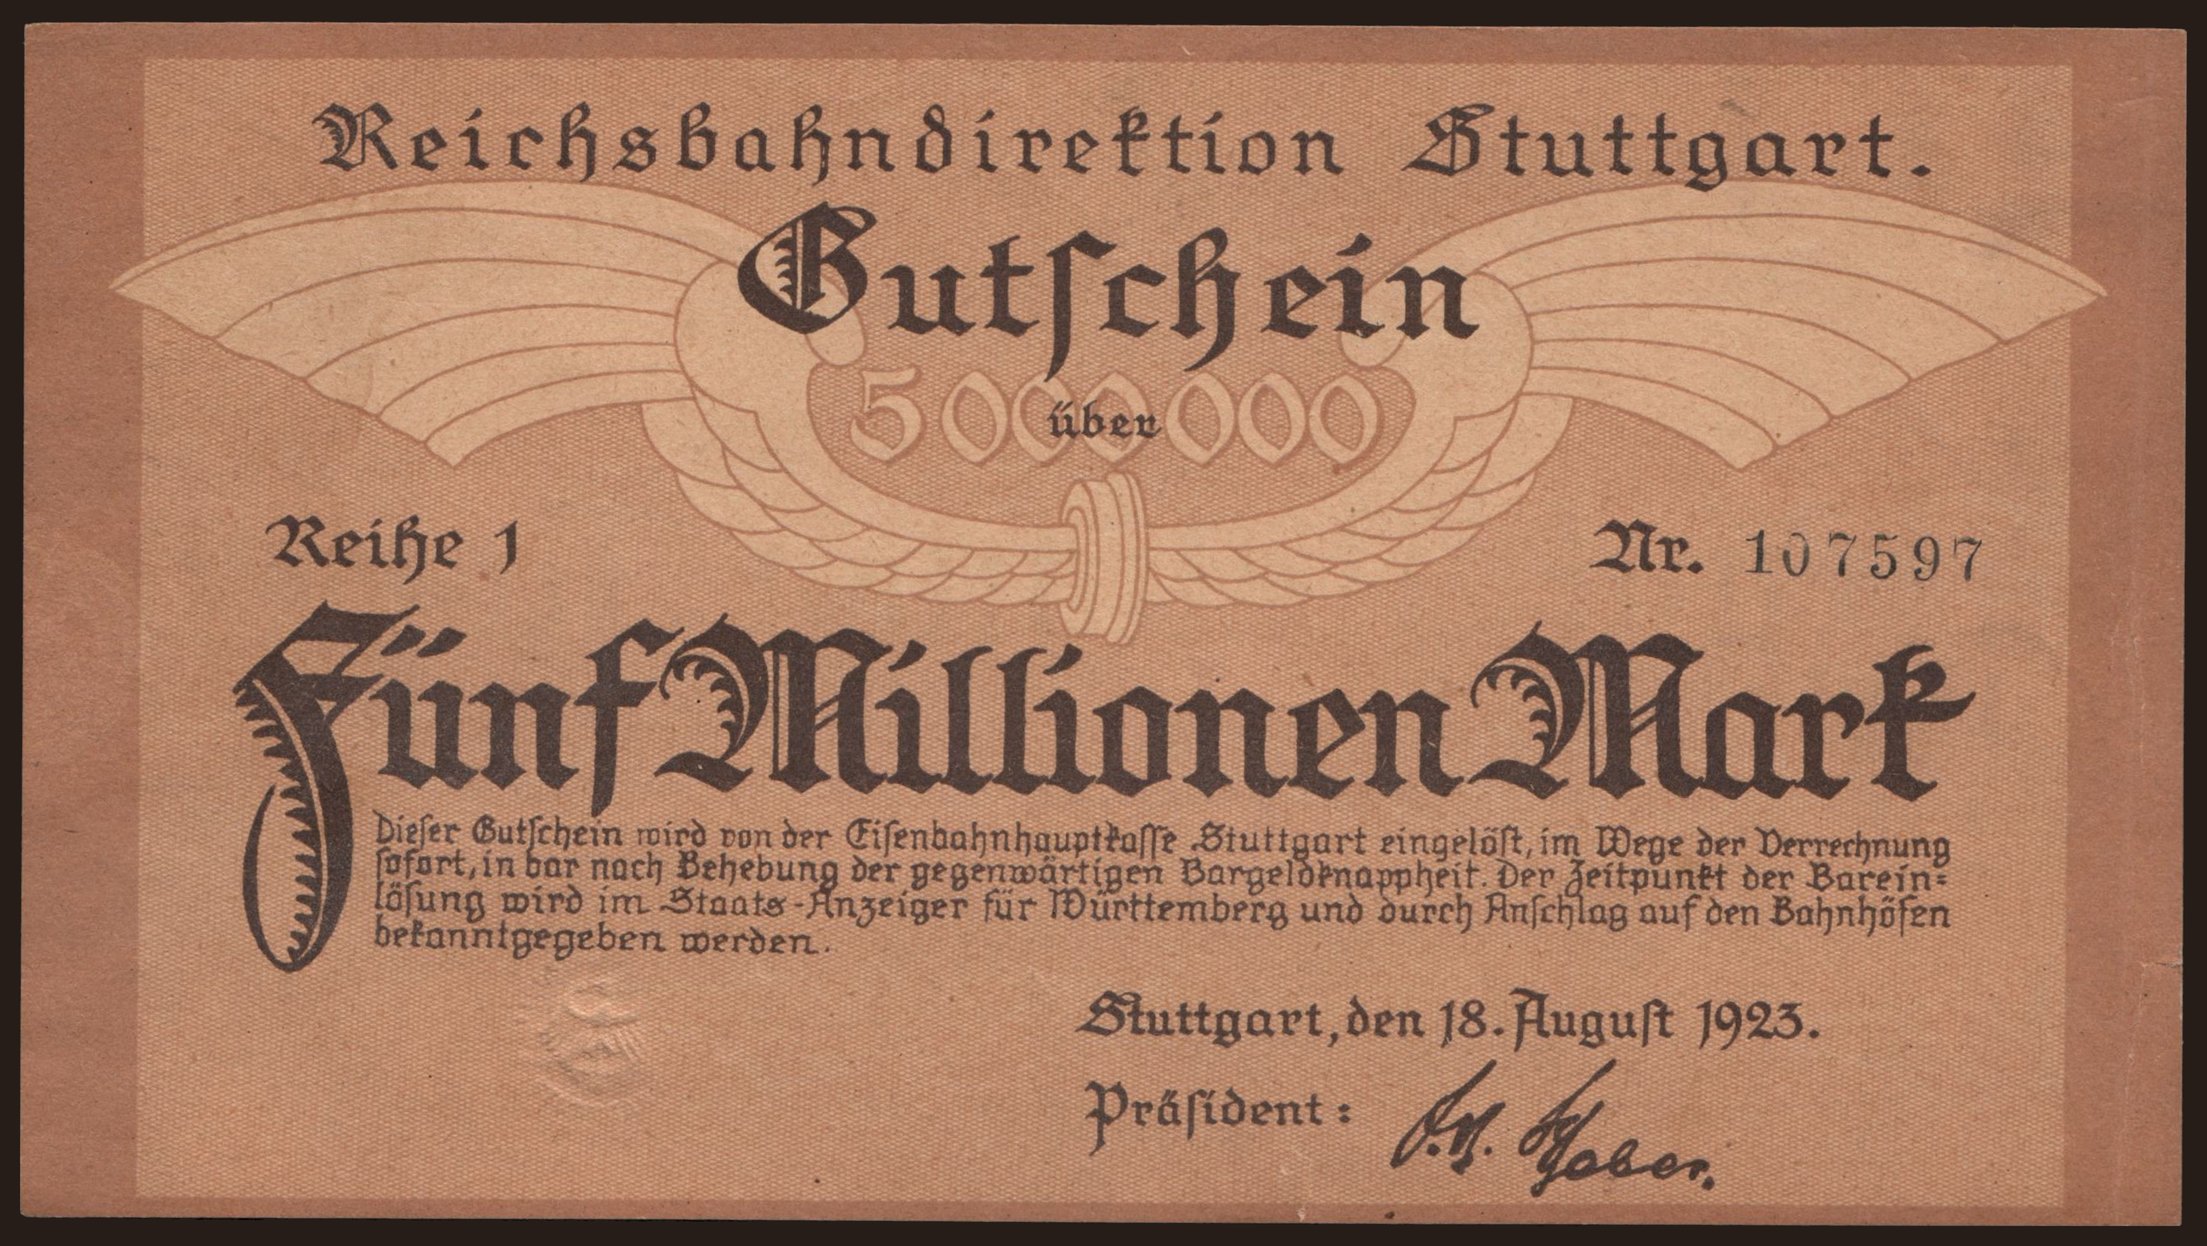 Reichsbahndirektion Stuttgart.
Gutschein
5000000
über
Reihe 1
Nr. 107597
Fünf Millionen Mark
Dieser Gutschein wird von der Eisenbahnhauptkasse Stuttgart eingelöst, im Wege der Verrechnung
sofort, in bar nach Behebung der gegenwärtigen Bargeldknappheit. Der Zeitpunkt der Barein=
lösung wird im Staats-Anzeiger für Württemberg und durch Anschlag auf den Bahnhöfen
bekanntgegeben werden.
Stuttgart, den 18. August 1923.
Präsident: